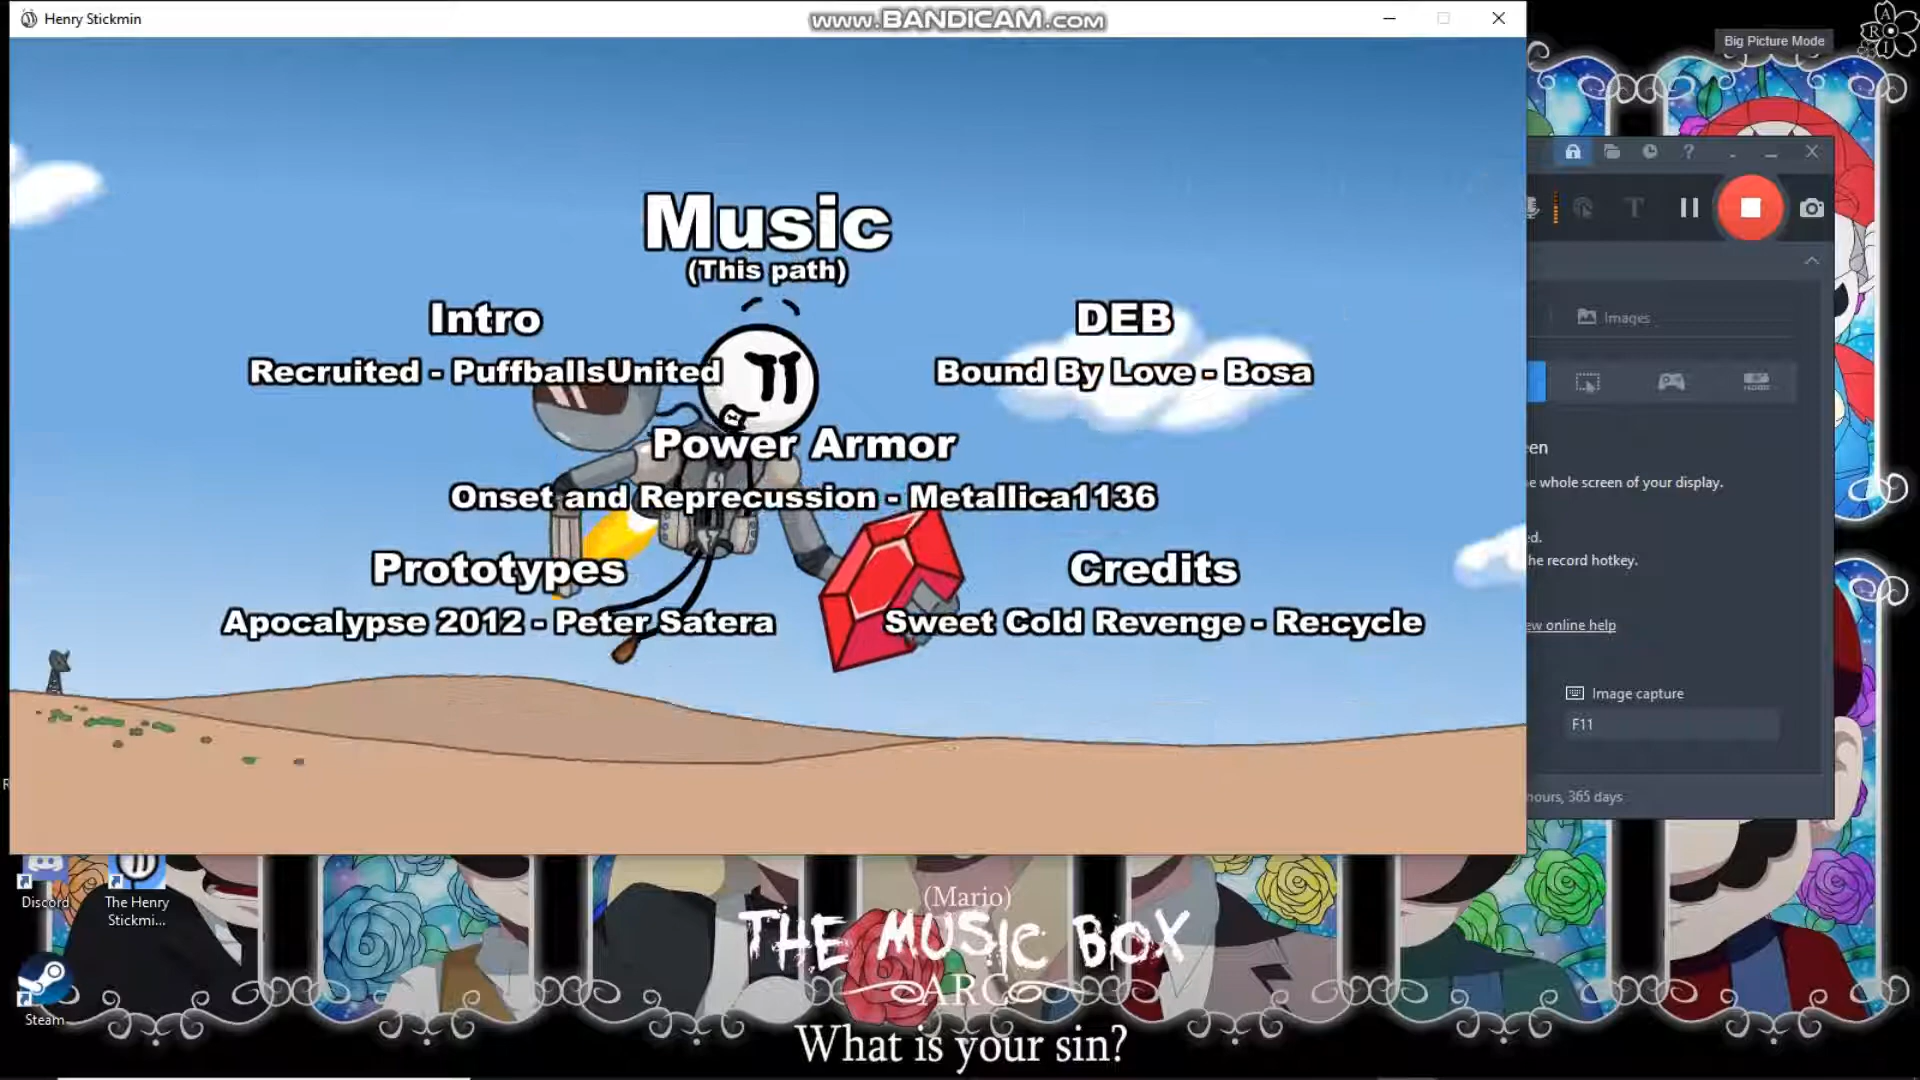 Henry Stickmin
www.BANDICAM.com
Big Picture Mode
A
R
I
Music
(This path)
Intro
DEB
Recruited - PuffballsUnited
Bound By Love - Bosa
Power Armor
Onset and Reprecussion - Metallica1136
Prototypes
Credits
Apocalypse 2012 - Peter Satera
Sweet Cold Revenge - Re:cycle
Images
een
e whole screen of your display.
ed.
he record hotkey.
ew online help
Image capture
F11
hours, 365 days
Discord
The Henry
Stickmi...
Steam
(Mario)
THE MUSIC BOX
ARC
What is your sin?